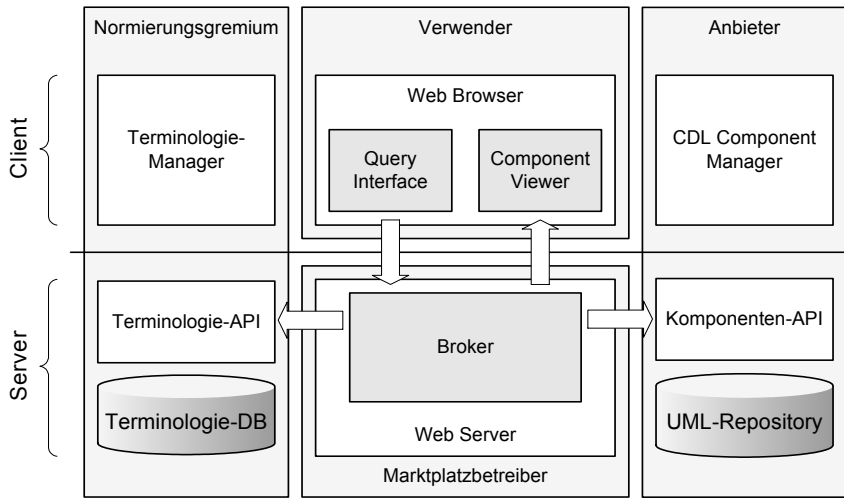 Normierungsgremium
Verwender
Anbieter
Client
Terminologie-
Manager
Web Browser
Query
Interface
Component
Viewer
CDL Component
Manager
Server
Terminologie-API
Broker
Komponenten-API
Terminologie-DB
Web Server
UML-Repository
Marktplatzbetreiber